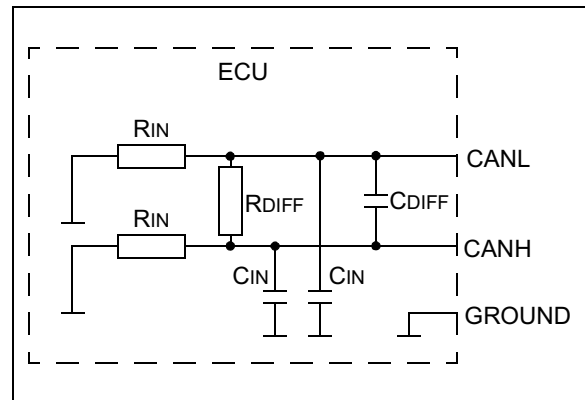 ECU
RIN
CANL
RDIFF
CDIFF
RIN
CANH
CIN
CIN
GROUND